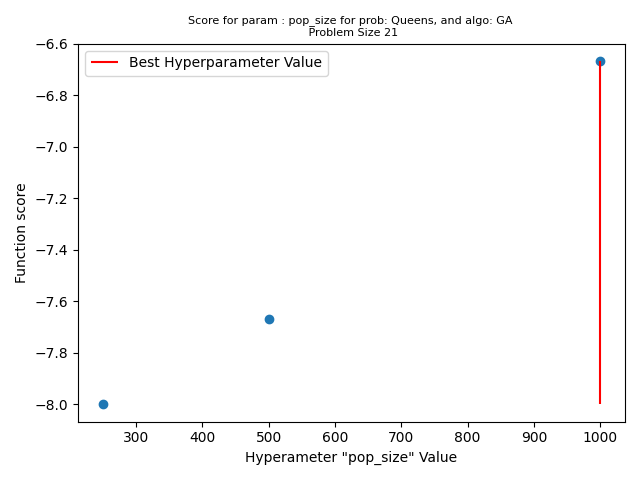 Score for param : pop_size for prob: Queens, and algo: GA
Problem Size 21
Best Hyperparameter Value
Function score
−6.6
−6.8
−7.0
−7.2
−7.4
−7.6
−7.8
−8.0
300 400 500 600 700 800 900 1000
Hyperameter "pop_size" Value